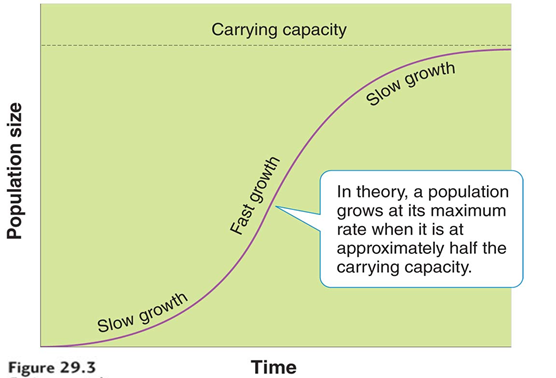 Carrying capacity
Slow growth
Fast growth
Slow growth
In theory, a population
grows at its maximum
rate when it is at
approximately half the
carrying capacity.
Population size
Time
Figure 29.3